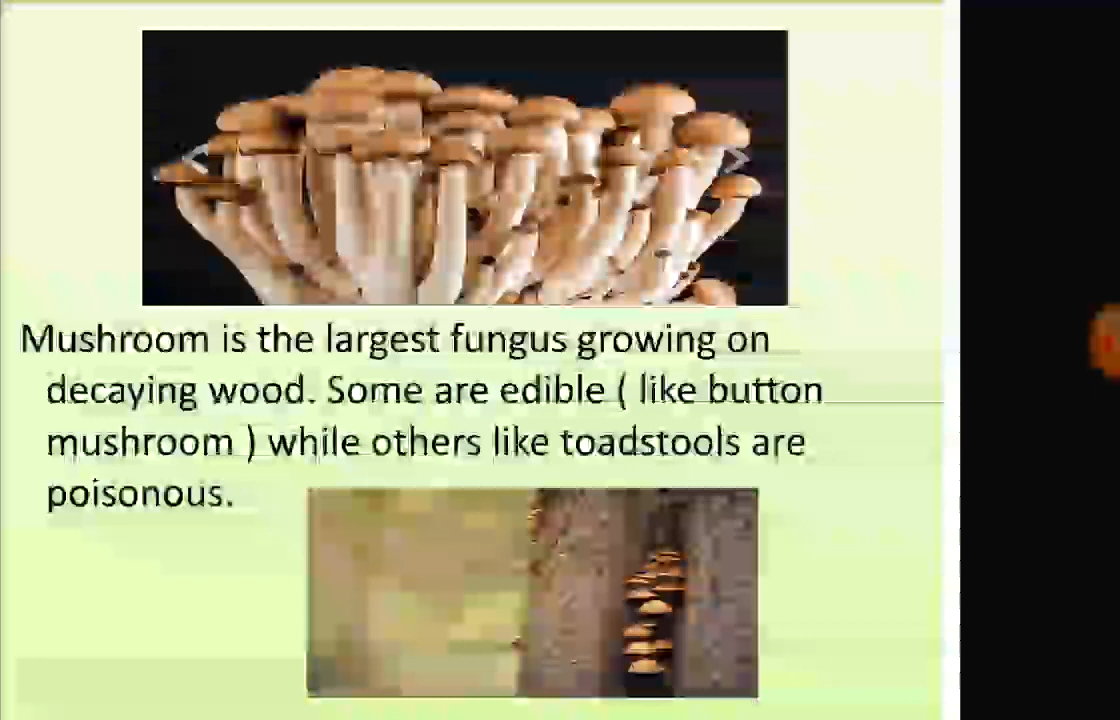 Mushroom is the largest fungus growing on
decaying wood. Some are edible ( like button
mushroom ) while others like toadstools are
poisonous.